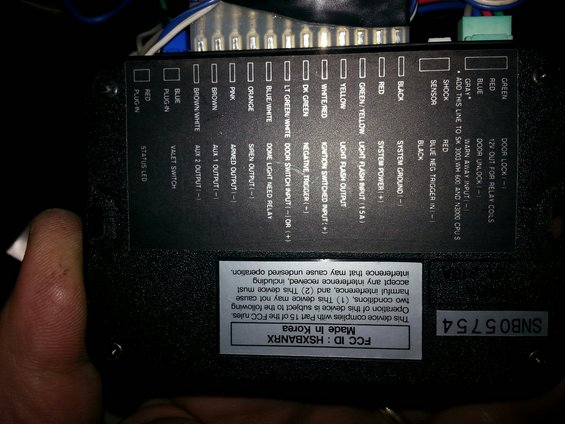 GREEN DOOR LOCK (-)
RED 12V OUT FOR RELAY COILS
BLUE DOOR UNLOCK (-)
GRAY* WARN AWAY INPUT (-)
* ADD THIS LINE TO SK 3003,WH 600 AND N3000 CPU'S
SHOCK RED
SENSOR BLUE NEG TRIGGER IN (-)
BLACK
BLACK SYSTEM GROUND (-)
RED SYSTEM POWER (+)
GREEN/YELLOW LIGHT FLASH INPUT (15A)
YELLOW LIGHT FLASH OUTPUT
WHITE/RED IGNITION SWITCHED INPUT(+)
DK GREEN NEGATIVE TRIGGER(-)
LT GREEN/WHITE DOOR SWITCH INPUT (-) OR (+)
BLUE/WHITE DOME LIGHT NEED RELAY
ORANGE SIREN OUTPUT(-)
PINK ARMED OUTPUT(-)
BROWN AUX 1 OUTPUT(-)
BROWN/WHITE AUX 2 OUTPUT(-)
BLUE VALET SWITCH
PLUG-IN
RED STATUS LED
PLUG-IN
FCC ID : HSXBANRX
Made In Korea
This device complies with Part 15 of the FCC rules.
Operation of this device is subject to the following
two conditions, (1) This device may not cause
harmful interference, and (2) This device must
accept any interference received, including
interference that may cause undesired operation.
SNB05754